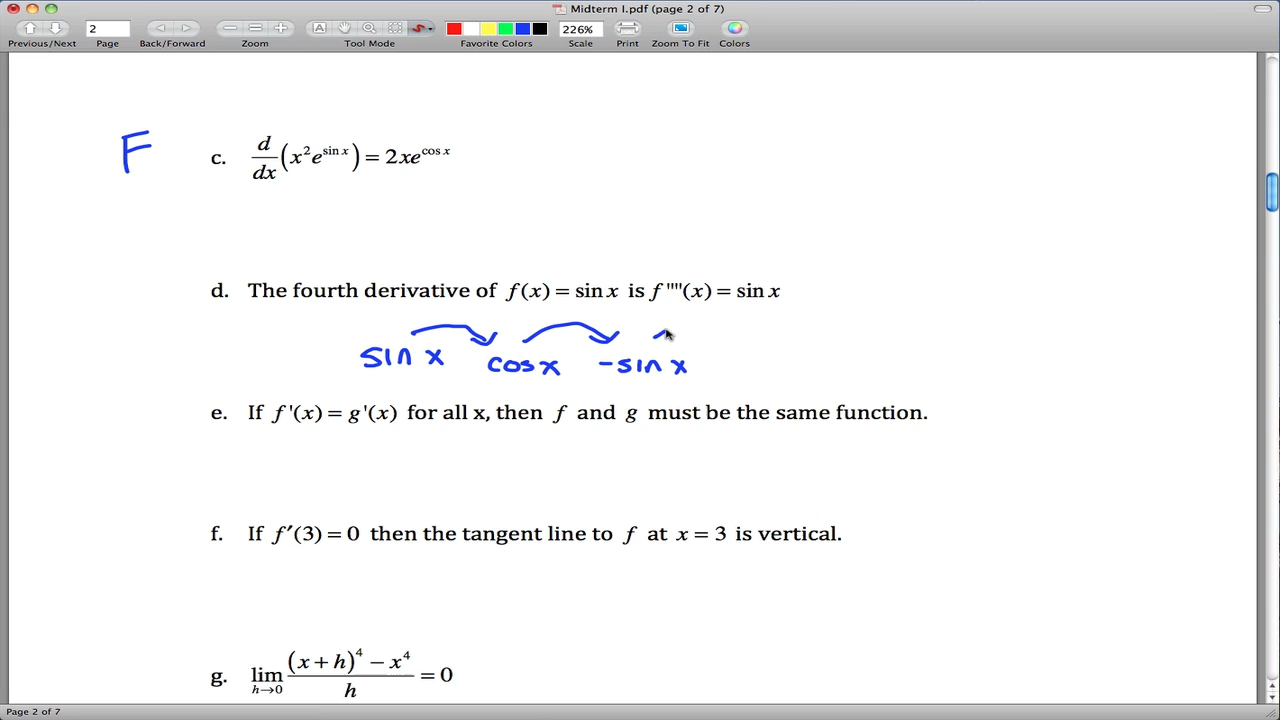 Midterm I.pdf (page 2 of 7)
2
226%
Previous/Next Page Back/Forward Zoom Tool Mode Favorite Colors Scale Print Zoom To Fit Colors
F c. d/dx (x² e^{sin x}) = 2xe^{cos x}
d. The fourth derivative of f(x) = sin x is f''''(x) = sin x
sin x cos x -sin x
e. If f'(x) = g'(x) for all x, then f and g must be the same function.
f. If f′(3) = 0 then the tangent line to f at x = 3 is vertical.
g. lim_{h→0} ((x + h)⁴ − x⁴)/h = 0
Page 2 of 7